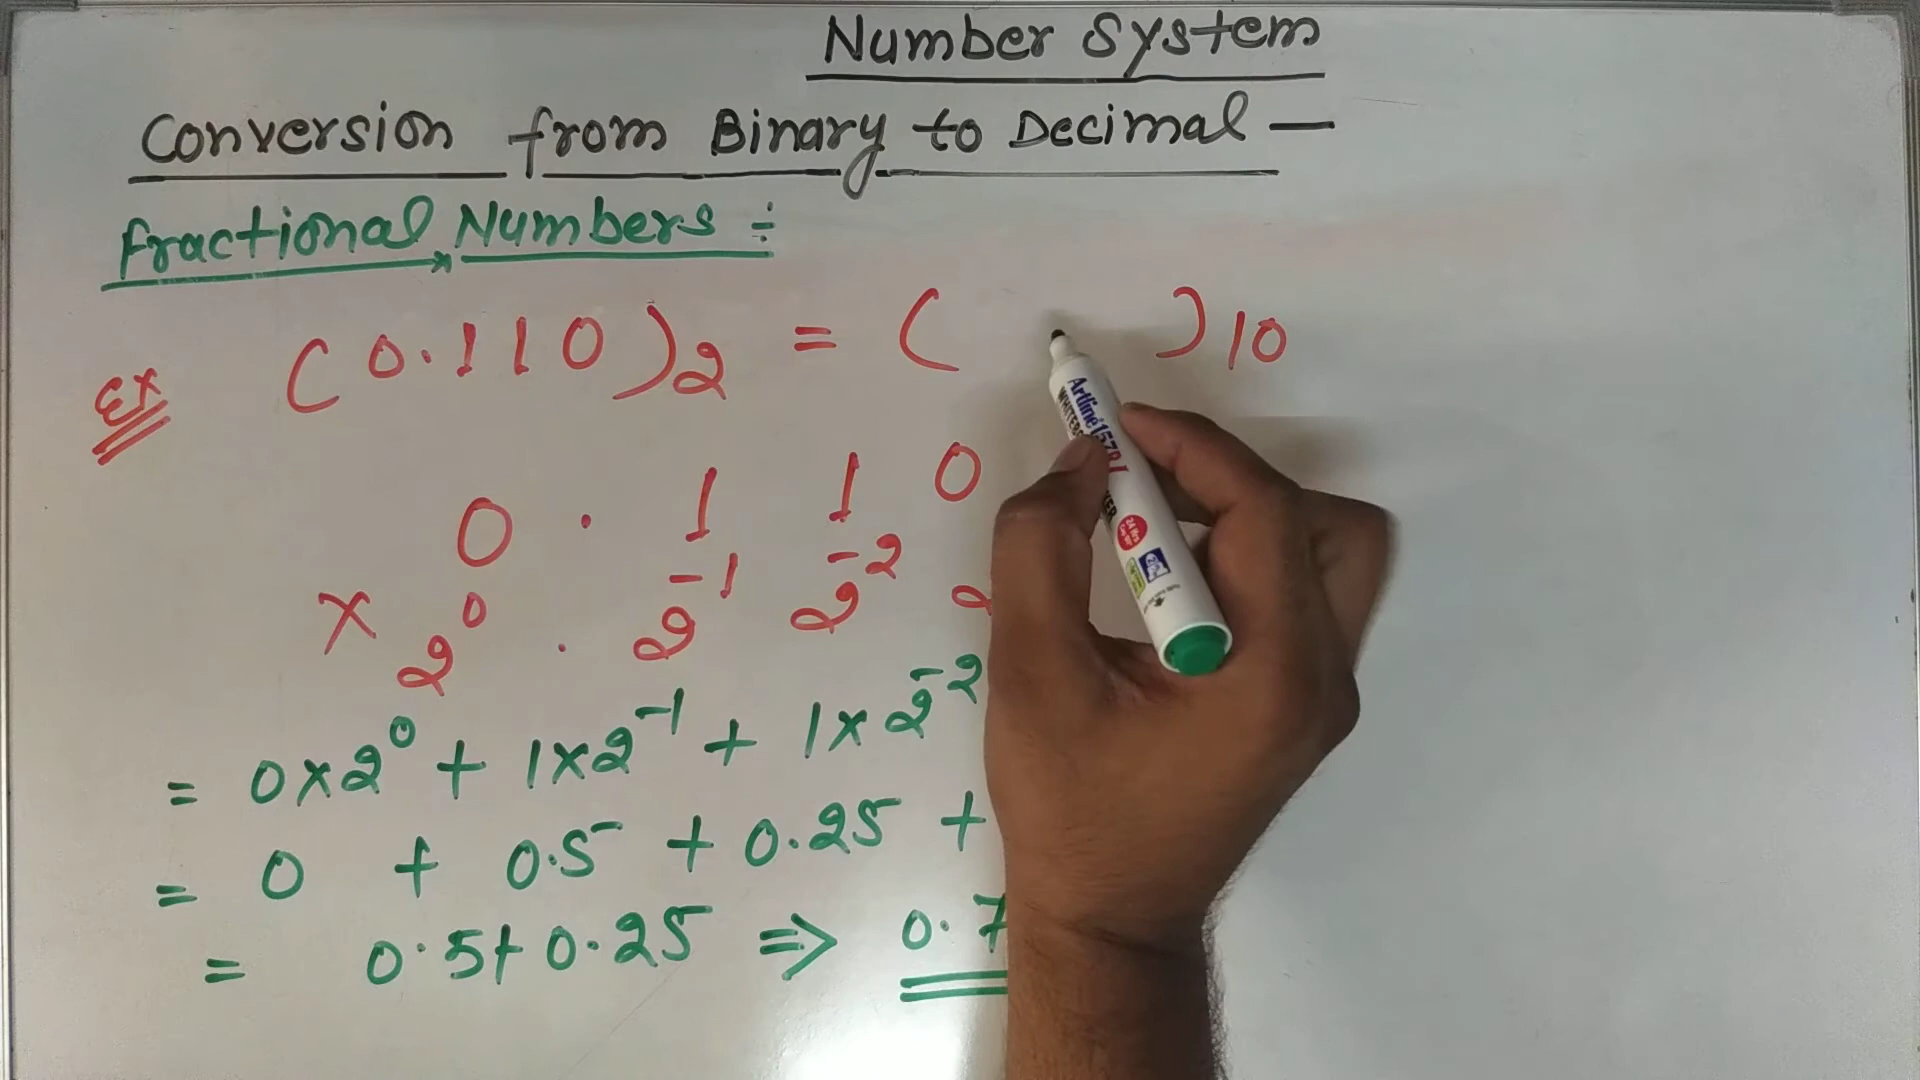 Number System
Conversion from Binary to Decimal —
Fractional Numbers ÷
Ex (0.110)2 = ( )10
0 . 1 1 0
× 2^0 . 2^-1 2^-2 2
= 0×2^0 + 1×2^-1 + 1×2^-2
= 0 + 0.5 + 0.25 +
= 0.5+0.25 ⇒ 0.7
Artline